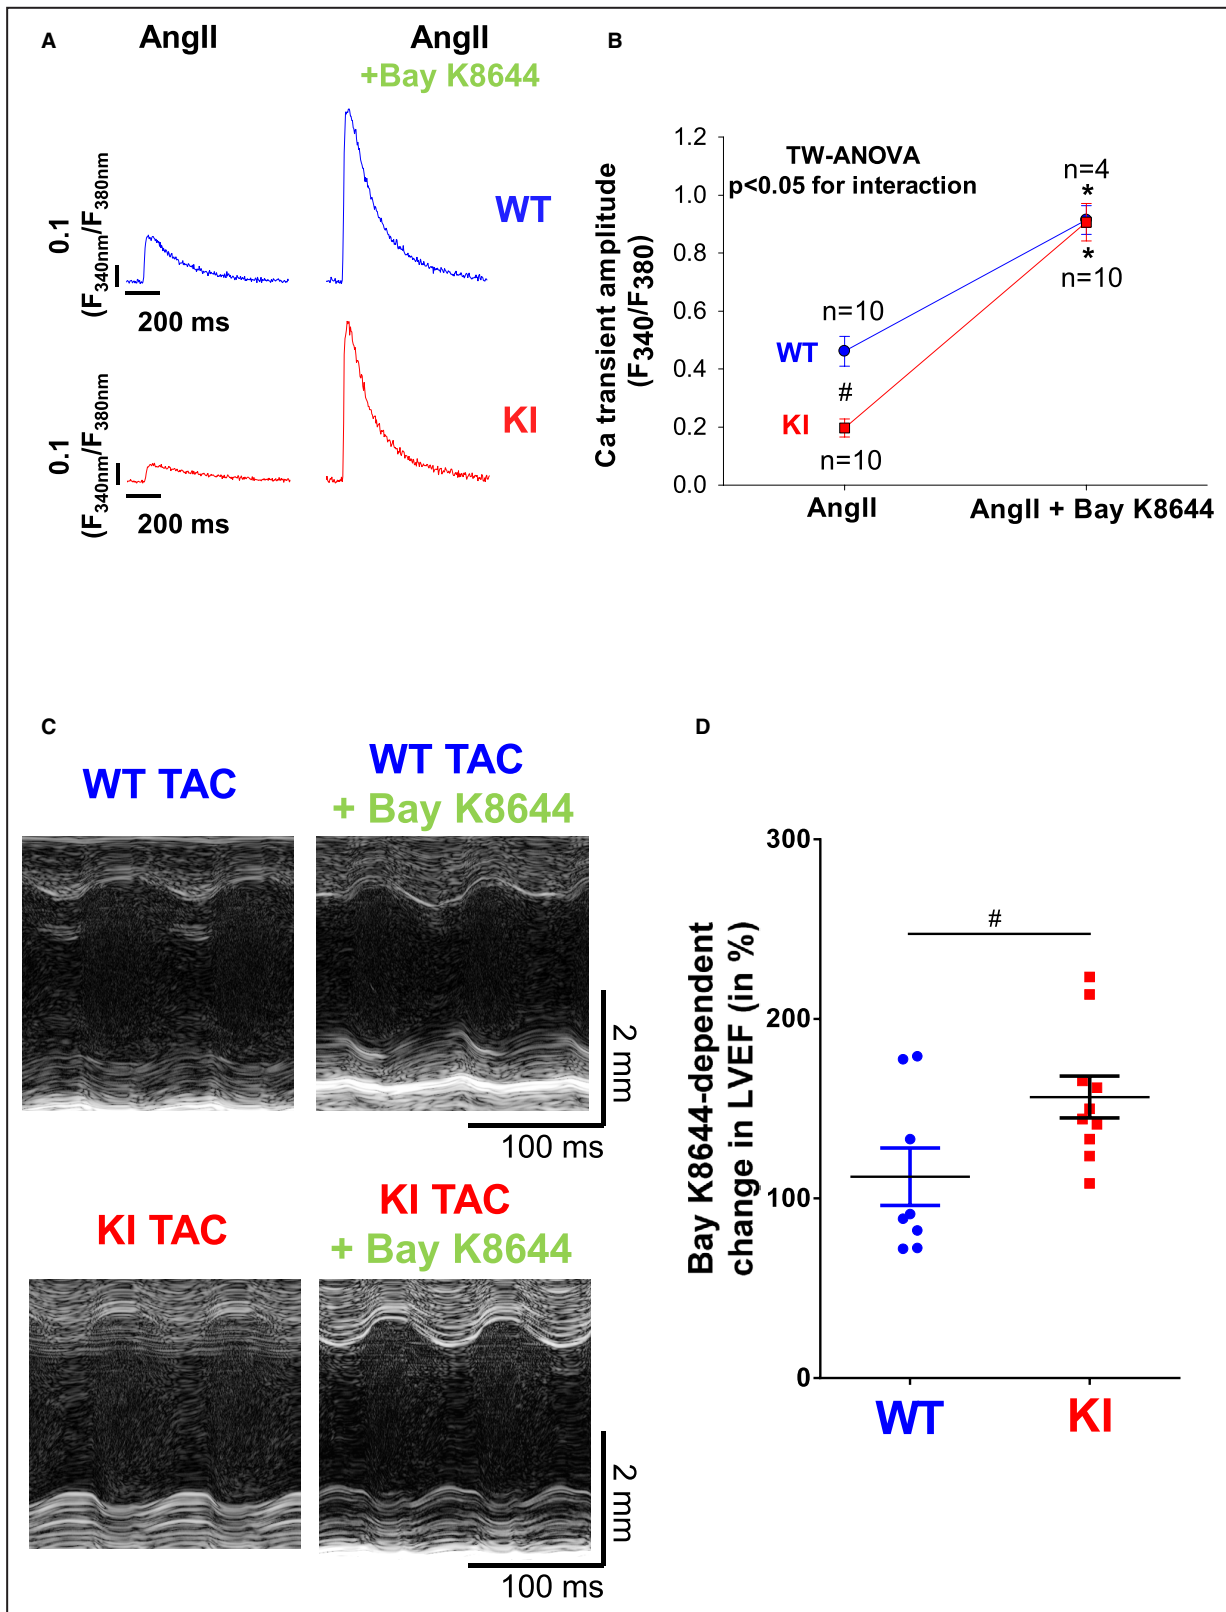 A
AngII
AngII
+Bay K8644
0.1
(F340nm/F380nm
200 ms
WT
0.1
(F340nm/F380nm
200 ms
KI
B
Ca transient amplitude
(F340/F380)
1.2
1.0
0.8
0.6
0.4
0.2
0.0
TW-ANOVA
p<0.05 for interaction
n=4
*
*
n=10
n=10
WT
#
KI
n=10
AngII
AngII + Bay K8644
C
WT TAC
WT TAC
+ Bay K8644
2 mm
100 ms
KI TAC
KI TAC
+ Bay K8644
2 mm
100 ms
D
Bay K8644-dependent
change in LVEF (in %)
300
200
100
0
#
WT
KI